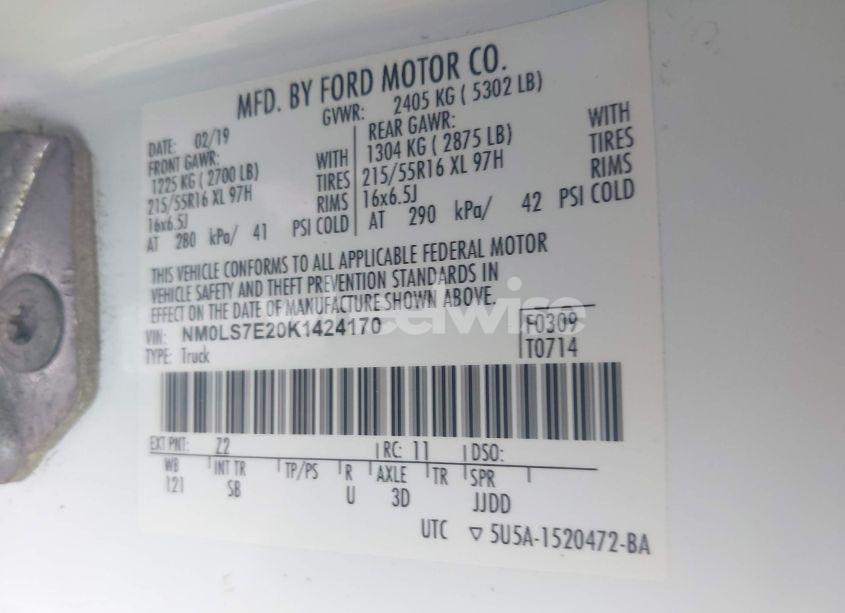 MFD. BY FORD MOTOR CO.
DATE: 02/19 GVWR: 2405 KG ( 5302 LB)
FRONT GAWR: REAR GAWR:
1225 KG ( 2700 LB) WITH 1304 KG ( 2875 LB) WITH
215/55R16 XL 97H TIRES 215/55R16 XL 97H TIRES
16x6.5J RIMS 16x6.5J RIMS
AT 280 kPa/ 41 PSI COLD AT 290 kPa/ 42 PSI COLD
THIS VEHICLE CONFORMS TO ALL APPLICABLE FEDERAL MOTOR
VEHICLE SAFETY AND THEFT PREVENTION STANDARDS IN
EFFECT ON THE DATE OF MANUFACTURE SHOWN ABOVE.
VIN: NM0LS7E20K1424170 F0309
TYPE: Truck T0714
EXT PNT: Z2 RC: 11 DSO:
WB INT TR TP/PS R AXLE TR SPR
121 SB U 3D JJDD
UTC ▽ 5U5A-1520472-BA